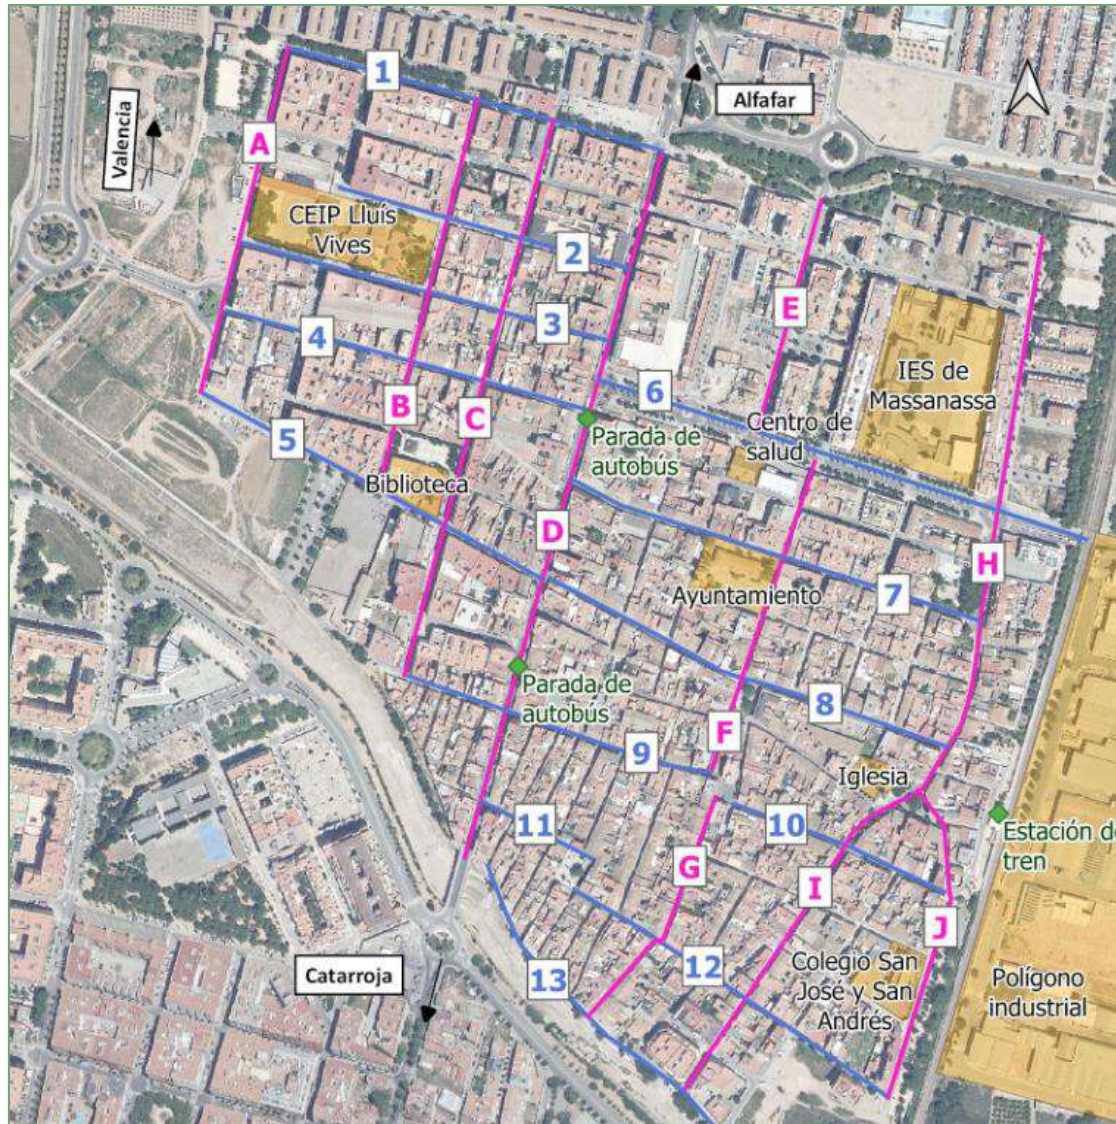 1
Alfafar
Valencia
A
CEIP Lluís
Vives
2
E
3
4
IES de
Massanassa
6
B
C
Centro de
salud
5
Parada de
autobús
Biblioteca
D
H
7
Ayuntamiento
Parada de
autobús
8
F
9
Iglesia
11
10
Estación de
tren
G
I
J
12
Catarroja
13
Colegio San
José y San
Andrés
Polígono
industrial